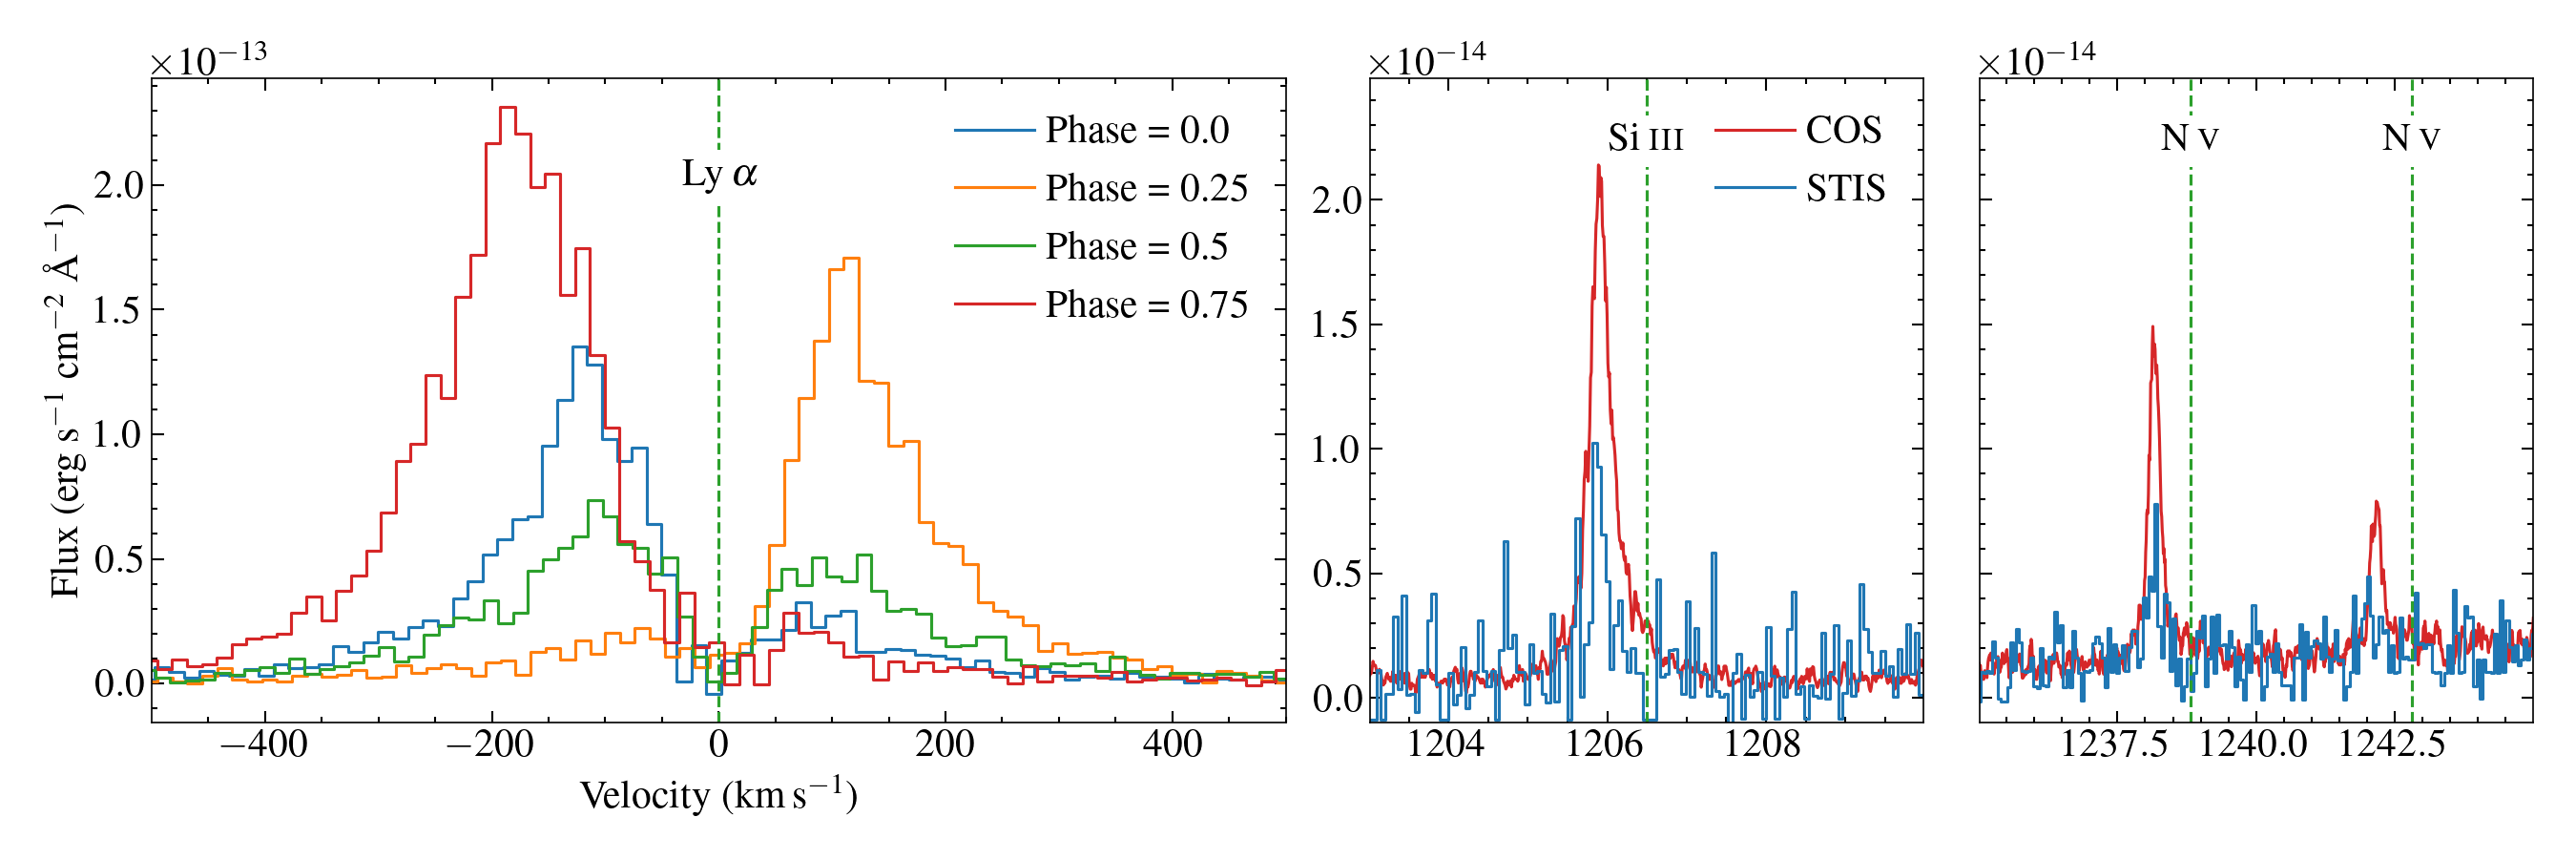 ×10⁻¹³
Flux (erg s⁻¹ cm⁻² Å⁻¹)
2.0
1.5
1.0
0.5
0.0
Ly α
Phase = 0.0
Phase = 0.25
Phase = 0.5
Phase = 0.75
−400 −200 0 200 400
Velocity (km s⁻¹)
×10⁻¹⁴
2.0
1.5
1.0
0.5
0.0
Si III
COS
STIS
1204 1206 1208
×10⁻¹⁴
N V N V
1237.5 1240.0 1242.5